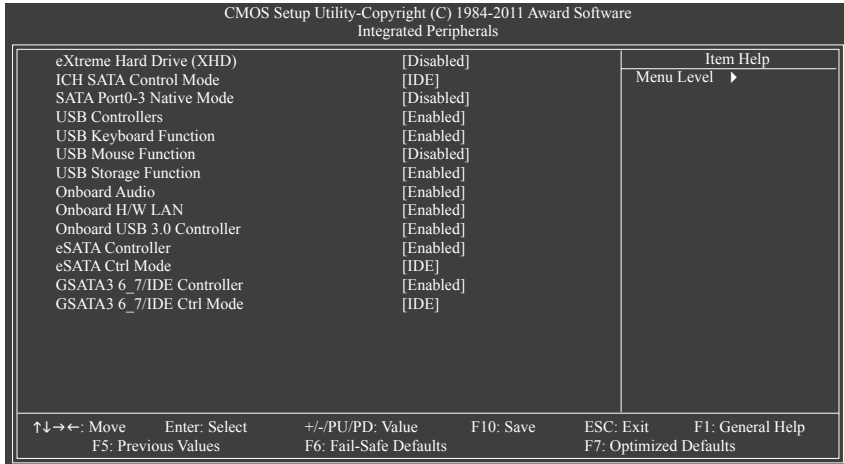 CMOS Setup Utility-Copyright (C) 1984-2011 Award Software
Integrated Peripherals
eXtreme Hard Drive (XHD) [Disabled]
ICH SATA Control Mode [IDE]
SATA Port0-3 Native Mode [Disabled]
USB Controllers [Enabled]
USB Keyboard Function [Enabled]
USB Mouse Function [Disabled]
USB Storage Function [Enabled]
Onboard Audio [Enabled]
Onboard H/W LAN [Enabled]
Onboard USB 3.0 Controller [Enabled]
eSATA Controller [Enabled]
eSATA Ctrl Mode [IDE]
GSATA3 6_7/IDE Controller [Enabled]
GSATA3 6_7/IDE Ctrl Mode [IDE]
Item Help
Menu Level ▶
↑↓→←: Move Enter: Select +/-/PU/PD: Value F10: Save ESC: Exit F1: General Help
F5: Previous Values F6: Fail-Safe Defaults F7: Optimized Defaults